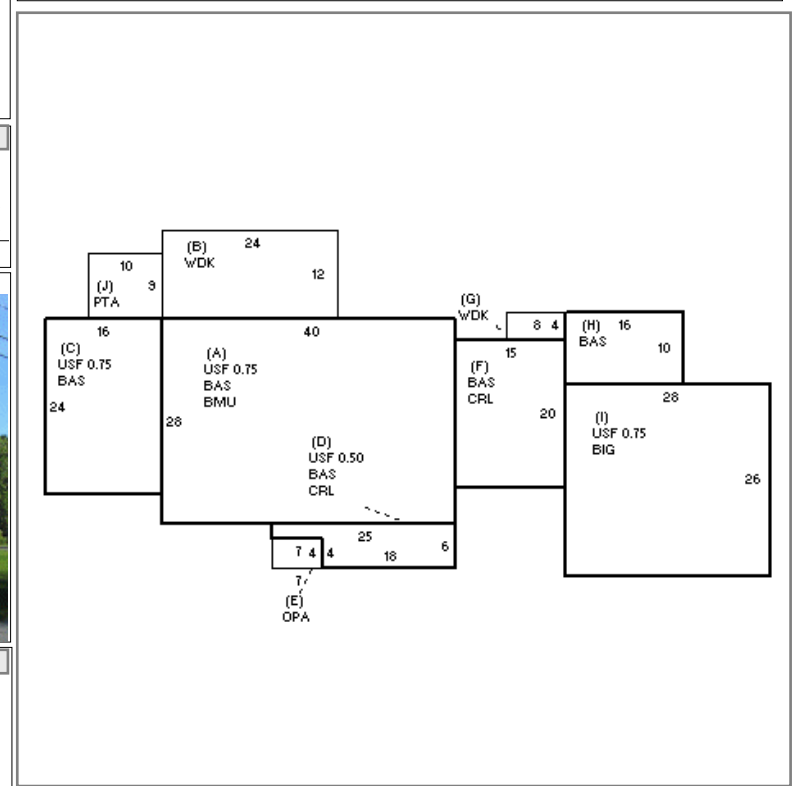 (B)
24
WDK
12
10
(J)
9
PTA
(G)
WDK
8 4
(H) 16
BAS
10
16
(C)
USF 0.75
BAS
24
40
(A)
USF 0.75
BAS
BMU
28
15
(F)
BAS
CRL
20
28
(I)
USF 0.75
BIG
26
(D)
USF 0.50
BAS
CRL
25
7 4 4
18
6
7
(E)
OPA